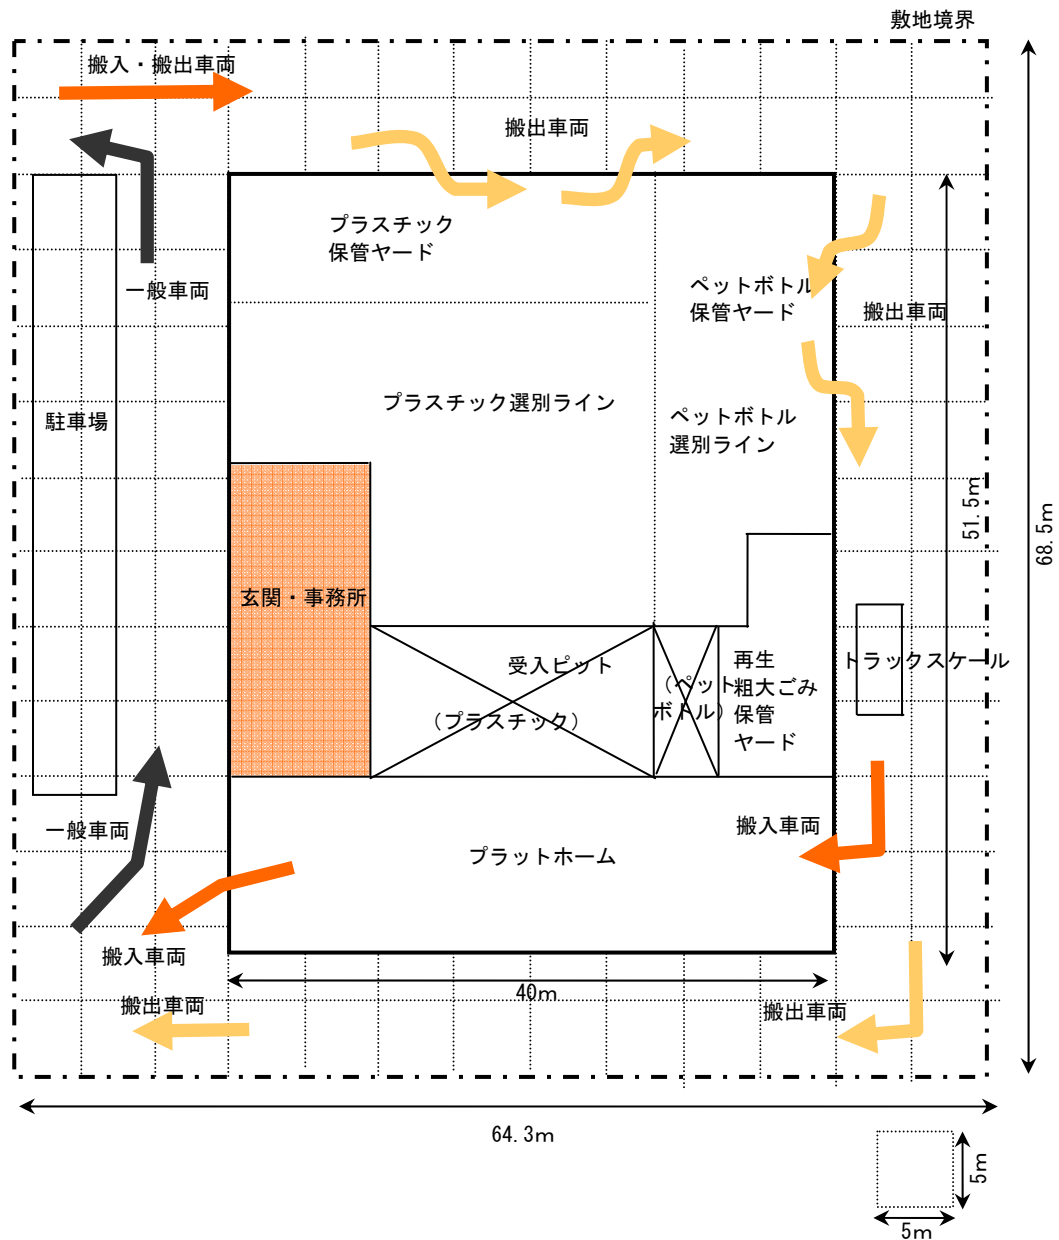 敷地境界
搬入・搬出車両
搬出車両
プラスチック
保管ヤード
一般車両
ペットボトル
保管ヤード
搬出車両
駐車場
プラスチック選別ライン
ペットボトル
選別ライン
51.5m
68.5m
玄関・事務所
受入ピット
(プラスチック)
(ペット
ボトル)
再生
粗大ごみ
保管
ヤード
トラックスケール
一般車両
搬入車両
プラットホーム
搬入車両
搬出車両
40m
搬出車両
64.3m
5m
5m